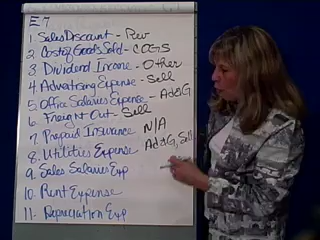 E 7
1. Sales Discount - Rev
2. Cost of Goods Sold - COGS
3 Dividend Income - Other
4 Advertising Expense - Sell
5 Office Salaries Expense - Ad&G
6 Freight Out - Sell
7. Prepaid Insurance N/A
8. Utilities Expense Ad&G, Sell
9. Sales Salaries Exp
10. Rent Expense
11. Depreciation Exp